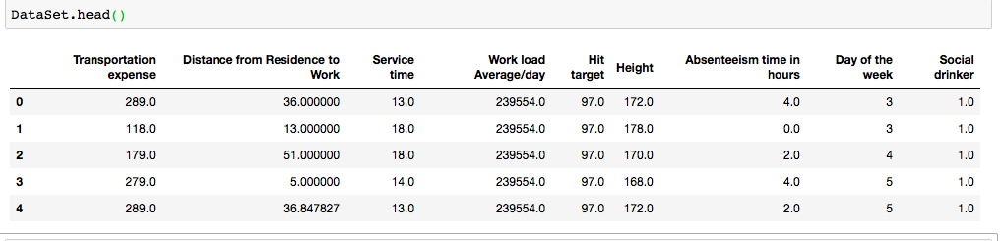 DataSet.head()
Transportation expense Distance from Residence to Work Service time Work load Average/day Hit target Height Absenteeism time in hours Day of the week Social drinker
0 289.0 36.000000 13.0 239554.0 97.0 172.0 4.0 3 1.0
1 118.0 13.000000 18.0 239554.0 97.0 178.0 0.0 3 1.0
2 179.0 51.000000 18.0 239554.0 97.0 170.0 2.0 4 1.0
3 279.0 5.000000 14.0 239554.0 97.0 168.0 4.0 5 1.0
4 289.0 36.847827 13.0 239554.0 97.0 172.0 2.0 5 1.0